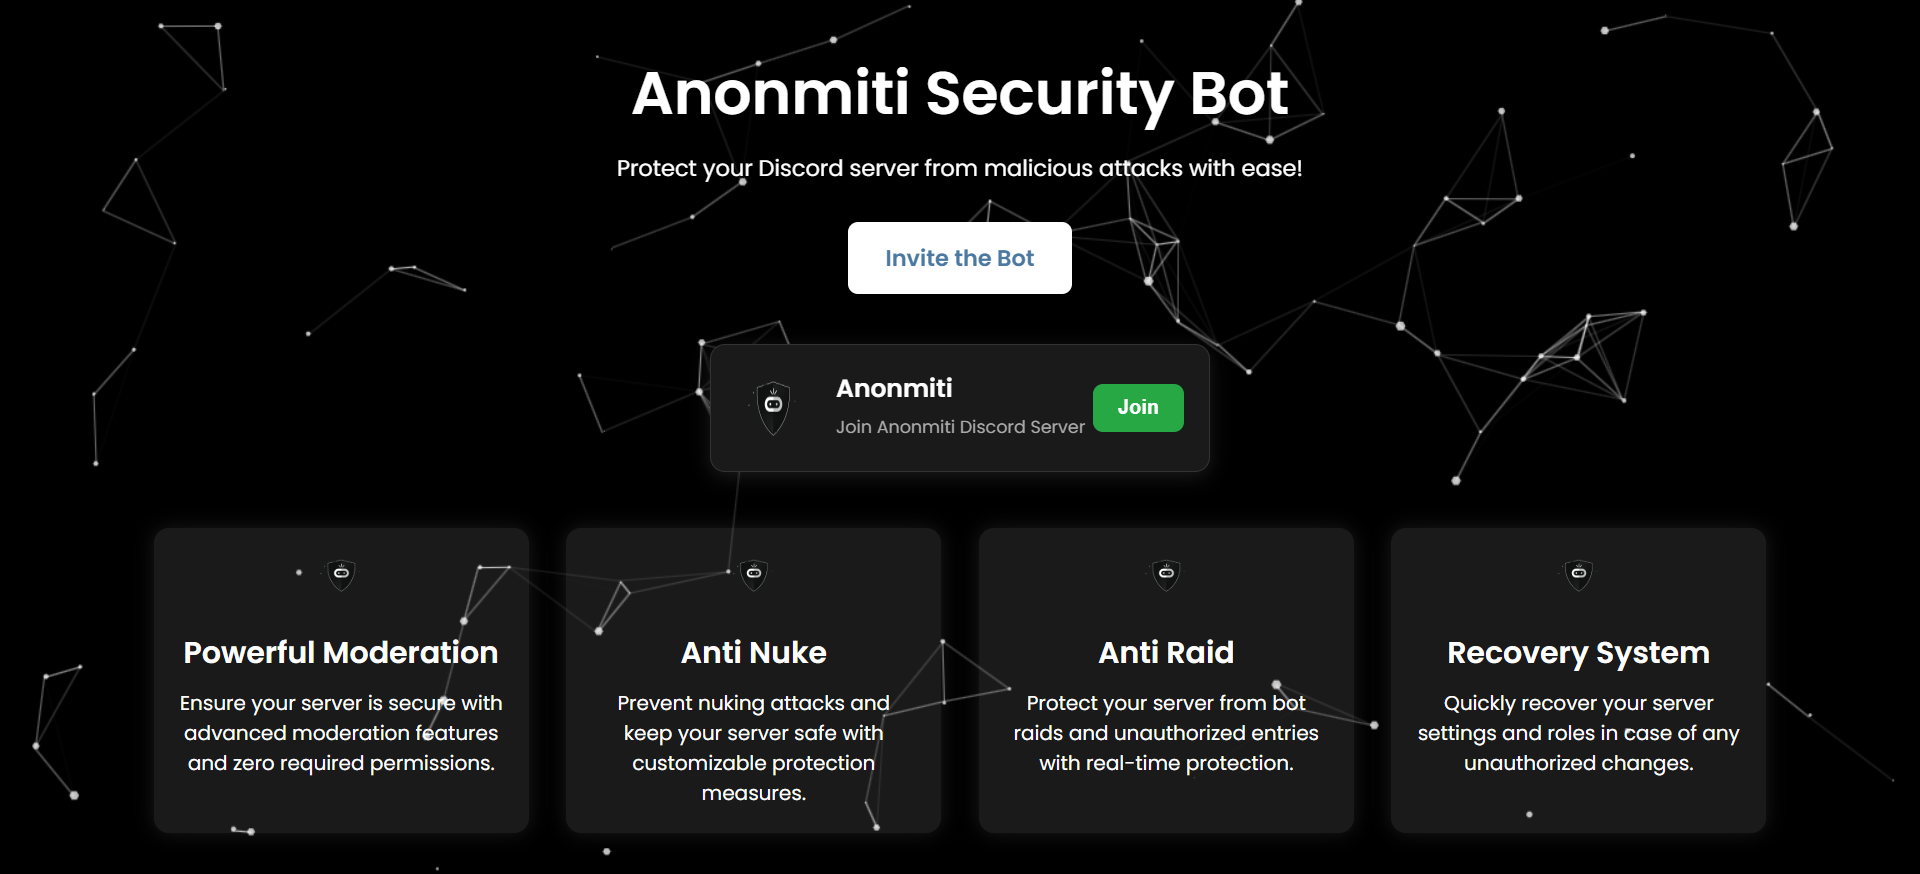 Anonmiti Security Bot
Protect your Discord server from malicious attacks with ease!
Invite the Bot
Anonmiti
Join Anonmiti Discord Server
Join
Powerful Moderation
Ensure your server is secure with
advanced moderation features
and zero required permissions.
Anti Nuke
Prevent nuking attacks and
keep your server safe with
customizable protection
measures.
Anti Raid
Protect your server from bot
raids and unauthorized entries
with real-time protection.
Recovery System
Quickly recover your server
settings and roles in case of any
unauthorized changes.